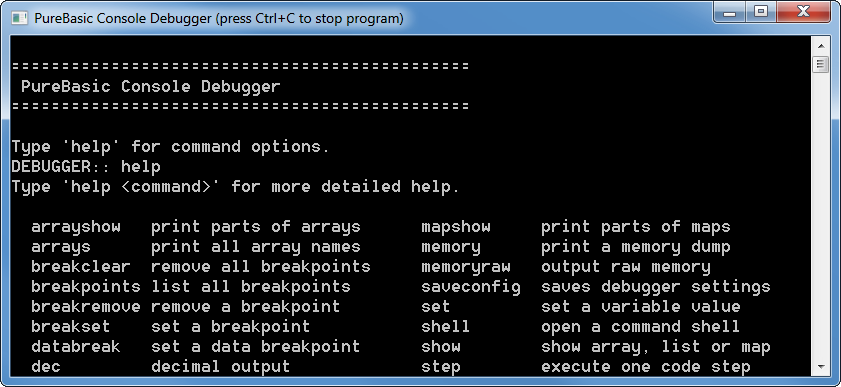 PureBasic Console Debugger (press Ctrl+C to stop program)
==============================================
PureBasic Console Debugger
==============================================
Type 'help' for command options.
DEBUGGER:: help
Type 'help <command>' for more detailed help.
arrayshow print parts of arrays mapshow print parts of maps
arrays print all array names memory print a memory dump
breakclear remove all breakpoints memoryraw output raw memory
breakpoints list all breakpoints saveconfig saves debugger settings
breakremove remove a breakpoint set set a variable value
breakset set a breakpoint shell open a command shell
databreak set a data breakpoint show show array, list or map
dec decimal output step execute one code step